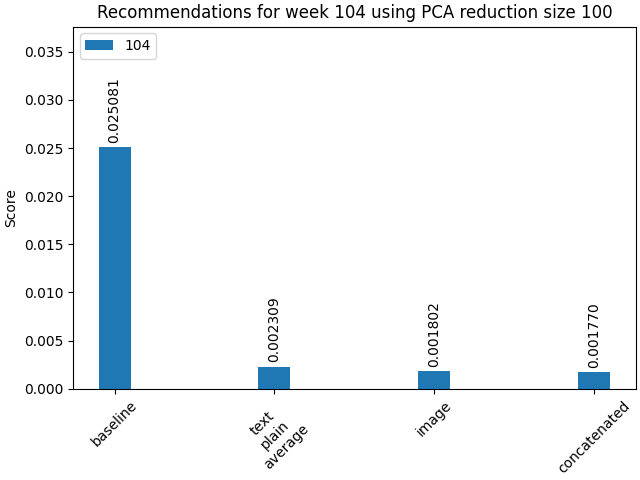 Recommendations for week 104 using PCA reduction size 100
104
Score
0.035
0.030
0.025
0.020
0.015
0.010
0.005
0.000
0.025081
0.002309
0.001802
0.001770
baseline
text
plain
average
image
concatenated